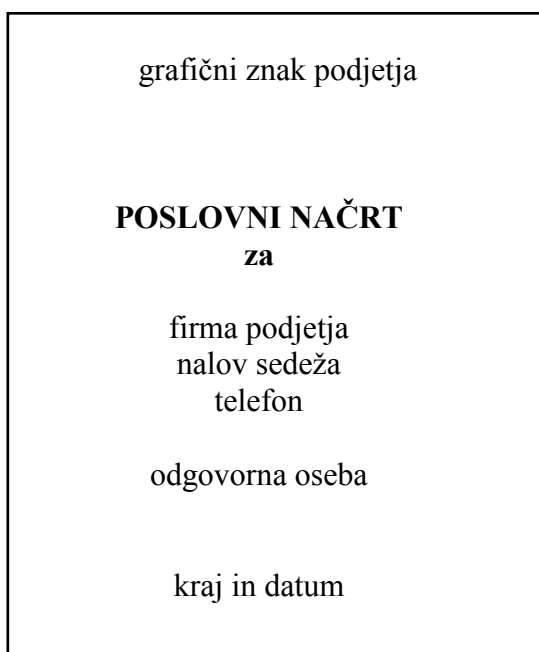 grafični znak podjetja
POSLOVNI NAČRT
za
firma podjetja
nalov sedeža
telefon
odgovorna oseba
kraj in datum